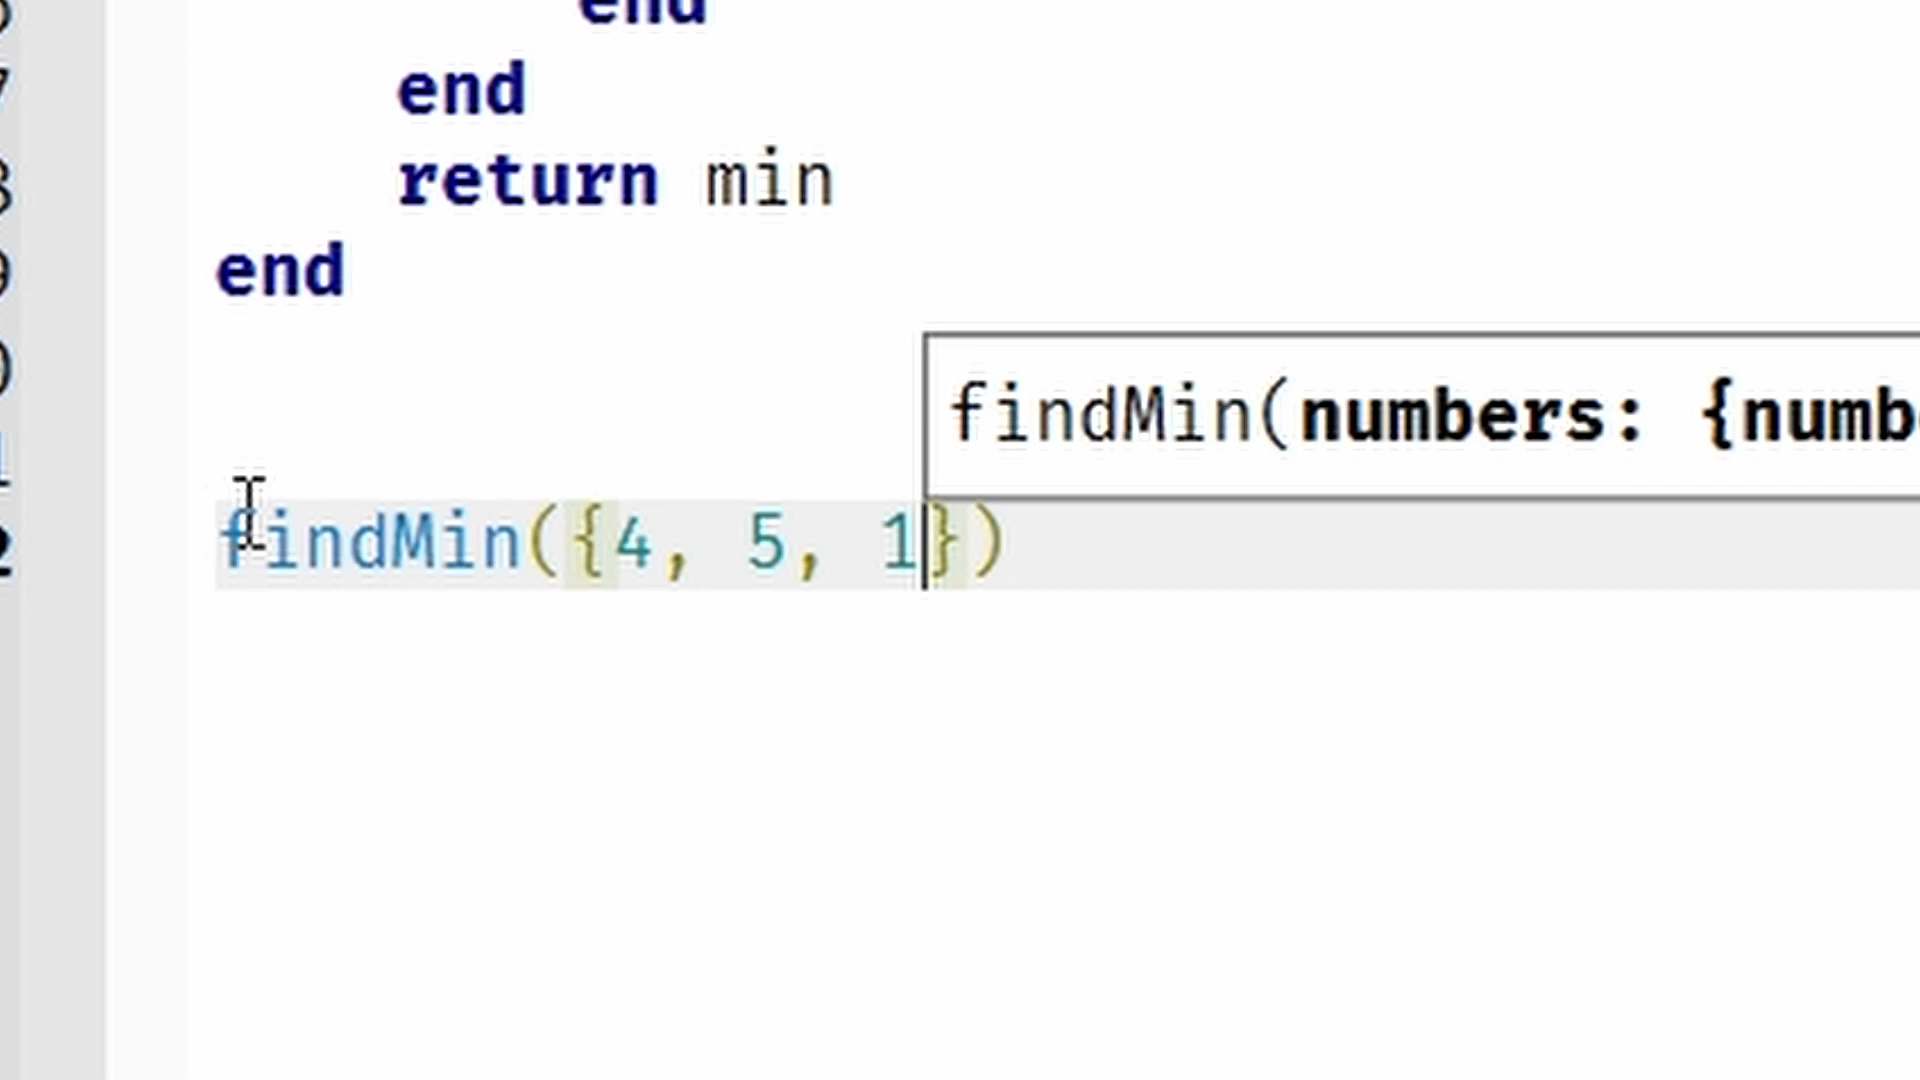 end
end
return min
end
findMin(numbers: {numb
findMin({4, 5, 1})